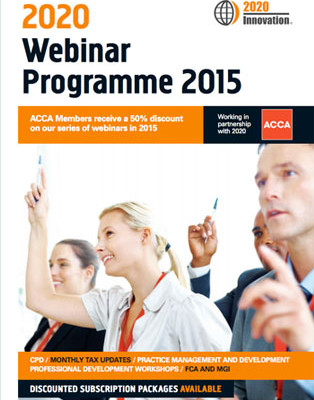 2020
2020
Innovation®
Webinar
Programme 2015
ACCA Members receive a 50% discount
on our series of webinars in 2015
Working in
partnership
with 2020
ACCA
CPD / MONTHLY TAX UPDATES / PRACTICE MANAGEMENT AND DEVELOPMENT
PROFESSIONAL DEVELOPMENT WORKSHOPS / FCA AND MGI
DISCOUNTED SUBSCRIPTION PACKAGES AVAILABLE